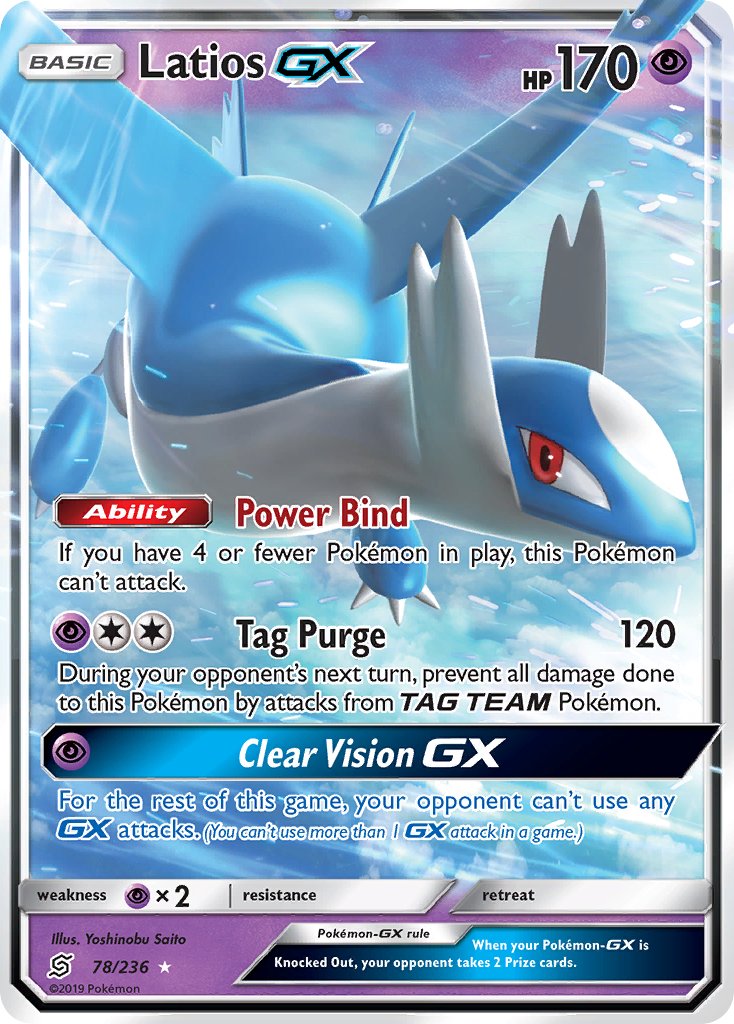 BASIC Latios GX HP 170
Ability Power Bind
If you have 4 or fewer Pokémon in play, this Pokémon
can't attack.
Tag Purge 120
During your opponent's next turn, prevent all damage done
to this Pokémon by attacks from TAG TEAM Pokémon.
Clear Vision GX
For the rest of this game, your opponent can't use any
GX attacks. (You can't use more than 1 GX attack in a game.)
weakness × 2 resistance retreat
Illus. Yoshinobu Saito
78/236
©2019 Pokémon
Pokémon-GX rule
When your Pokémon-GX is
Knocked Out, your opponent takes 2 Prize cards.